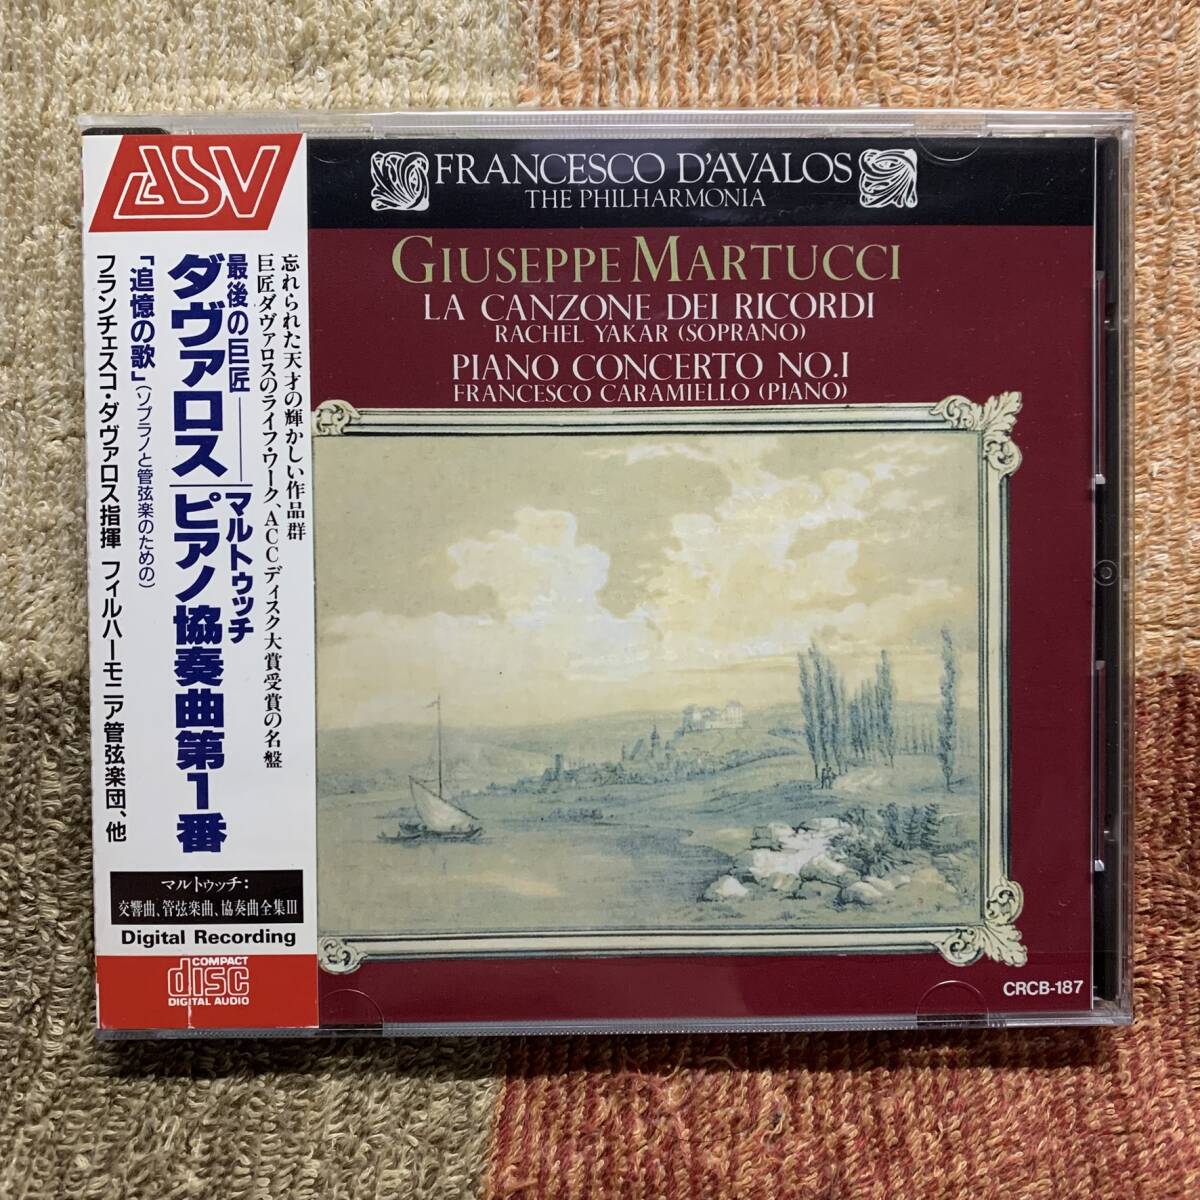 ASV
忘れられた天才の輝かしい作品群
巨匠ダヴァロスのライフ・ワーク、ACCディスク大賞受賞の名盤
最後の巨匠――マルトゥッチ
ダヴァロス/ピアノ協奏曲第1番
「追憶の歌」(ソプラノと管弦楽のための)
フランチェスコ・ダヴァロス指揮 フィルハーモニア管弦楽団、他
マルトゥッチ:
交響曲、管弦楽曲、協奏曲全集III
Digital Recording
COMPACT
disc
DIGITAL AUDIO
FRANCESCO D'AVALOS
THE PHILHARMONIA
GIUSEPPE MARTUCCI
LA CANZONE DEI RICORDI
RACHEL YAKAR (SOPRANO)
PIANO CONCERTO NO.1
FRANCESCO CARAMIELLO (PIANO)
CRCB-187